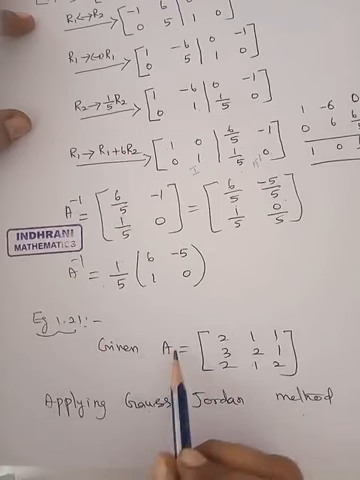 R₁↔R₂ [-1 6 | 0 1
0 5 | 1 0]
R₁→(-1)R₁ [1 -6 | 0 -1
0 5 | 1 0]
R₂→1/5R₂ [1 -6 | 0 -1
0 1 | 1/5 0]
R₁→R₁+6R₂ [1 0 | 6/5 -1
0 1 | 1/5 0]
1 -6 0
0 6 6/5
1 0
A⁻¹ = [6/5 -1
1/5 0] = [6/5 -5/5
1/5 0/5]
INDHRANI
MATHEMATICS
A⁻¹ = 1/5 (6 -5
1 0)
Eg 1.21:-
Given A = [2 1 1
3 2 1
2 1 2]
Applying Gauss Jordan method